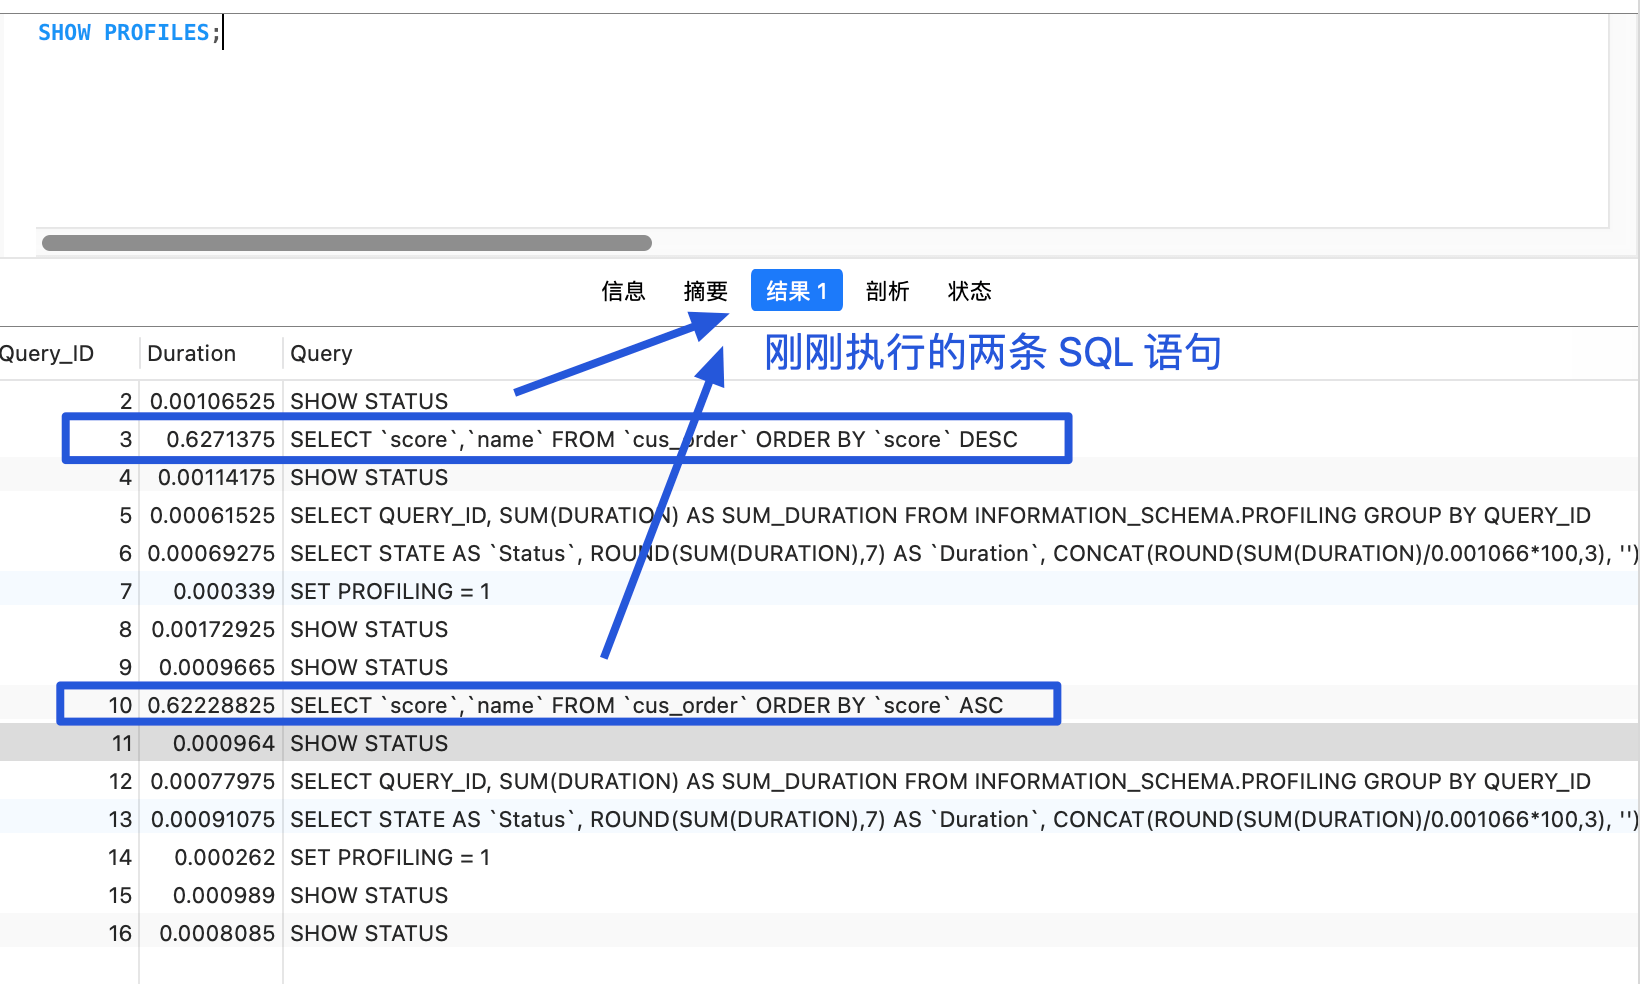 SHOW PROFILES;
信息 摘要 结果 1 剖析 状态
刚刚执行的两条 SQL 语句
Query_ID Duration Query
2 0.00106525 SHOW STATUS
3 0.6271375 SELECT `score`,`name` FROM `cus_order` ORDER BY `score` DESC
4 0.00114175 SHOW STATUS
5 0.00061525 SELECT QUERY_ID, SUM(DURATION) AS SUM_DURATION FROM INFORMATION_SCHEMA.PROFILING GROUP BY QUERY_ID
6 0.00069275 SELECT STATE AS `Status`, ROUND(SUM(DURATION),7) AS `Duration`, CONCAT(ROUND(SUM(DURATION)/0.001066*100,3), '')
7 0.000339 SET PROFILING = 1
8 0.00172925 SHOW STATUS
9 0.0009665 SHOW STATUS
10 0.62228825 SELECT `score`,`name` FROM `cus_order` ORDER BY `score` ASC
11 0.000964 SHOW STATUS
12 0.00077975 SELECT QUERY_ID, SUM(DURATION) AS SUM_DURATION FROM INFORMATION_SCHEMA.PROFILING GROUP BY QUERY_ID
13 0.00091075 SELECT STATE AS `Status`, ROUND(SUM(DURATION),7) AS `Duration`, CONCAT(ROUND(SUM(DURATION)/0.001066*100,3), '')
14 0.000262 SET PROFILING = 1
15 0.000989 SHOW STATUS
16 0.0008085 SHOW STATUS